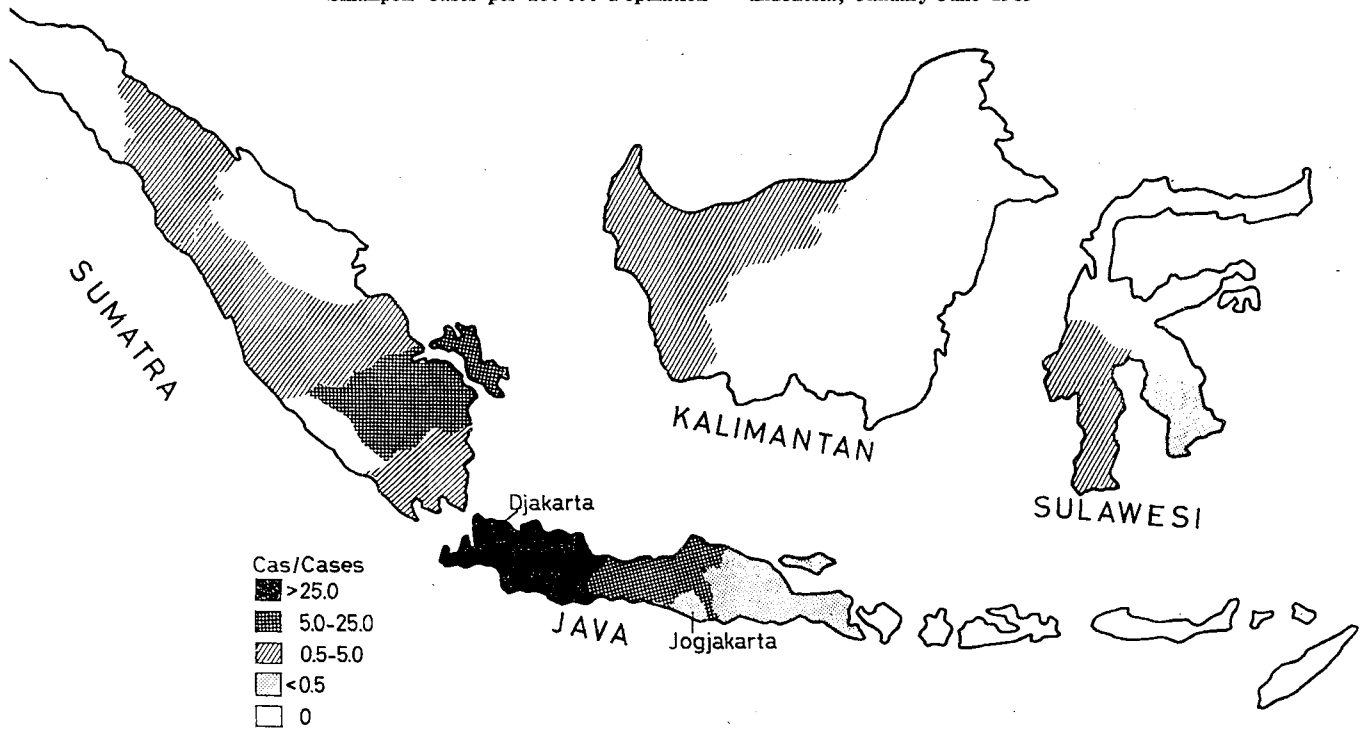 SUMATRA
KALIMANTAN
SULAWESI
Djakarta
JAVA
Jogjakarta
Cas/Cases
>25.0
5.0-25.0
0.5-5.0
<0.5
0